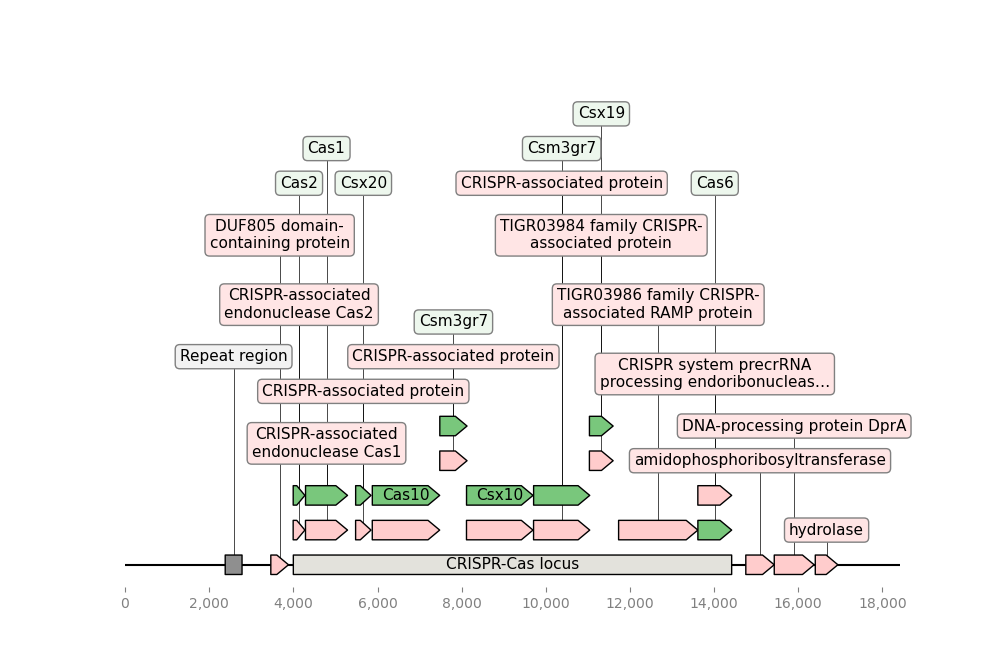 Csx19
Cas1
Csm3gr7
Cas2
Csx20
CRISPR-associated protein
Cas6
DUF805 domain-
containing protein
TIGR03984 family CRISPR-
associated protein
CRISPR-associated
endonuclease Cas2
TIGR03986 family CRISPR-
associated RAMP protein
Csm3gr7
Repeat region
CRISPR-associated protein
CRISPR system precrRNA
processing endoribonucleas...
CRISPR-associated protein
DNA-processing protein DprA
CRISPR-associated
endonuclease Cas1
amidophosphoribosyltransferase
Cas10
Csx10
hydrolase
CRISPR-Cas locus
0
2,000
4,000
6,000
8,000
10,000
12,000
14,000
16,000
18,000